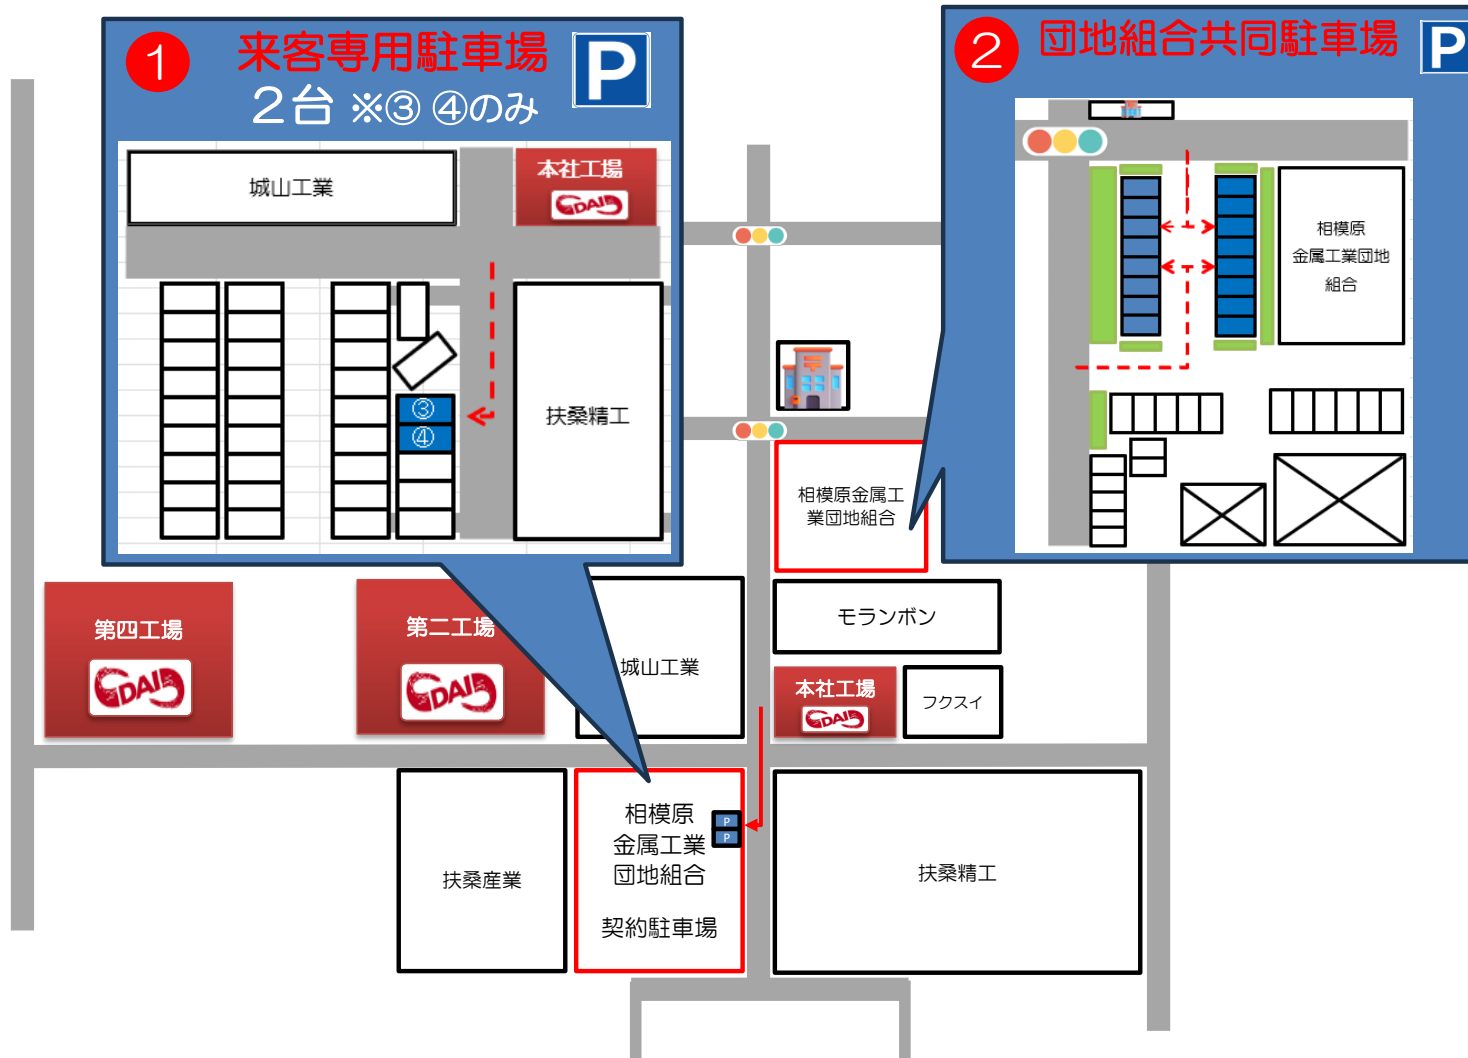 1 来客専用駐車場 P
2台 ※③ ④のみ
城山工業
本社工場
DAID
③
④
扶桑精工
2 団地組合共同駐車場 P
相模原
金属工業団地
組合
相模原金属工
業団地組合
モランボン
第四工場
DAID
第二工場
DAID
城山工業
本社工場
DAID
フクスイ
扶桑産業
相模原
金属工業
団地組合
契約駐車場
P
P
扶桑精工